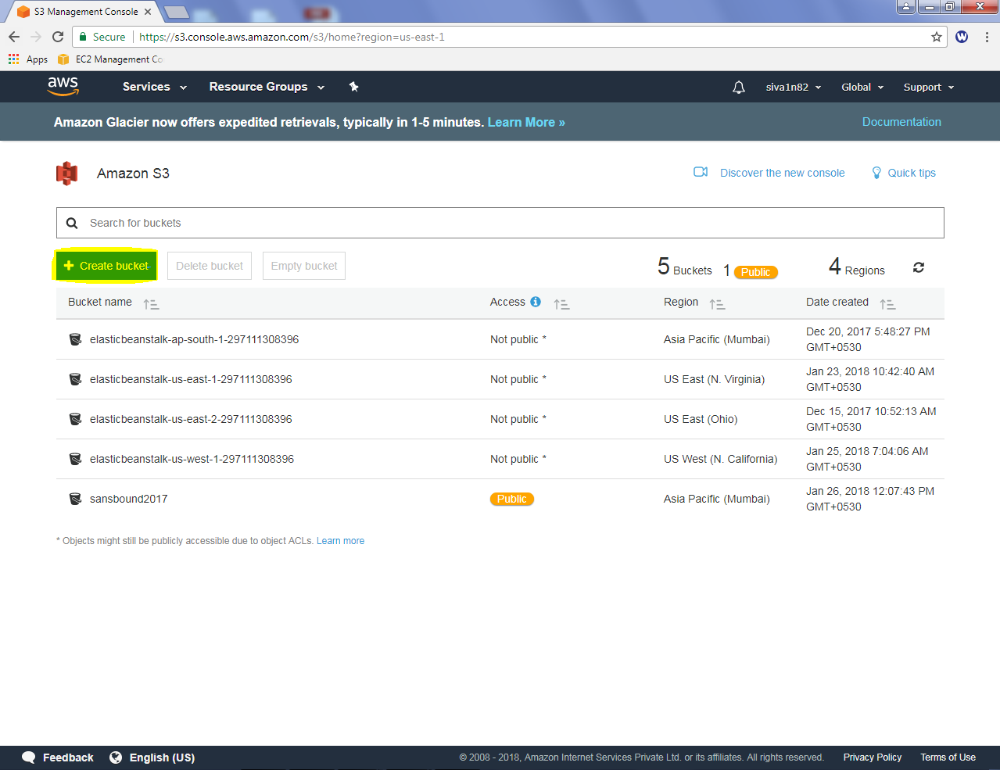 S3 Management Console
Secure https://s3.console.aws.amazon.com/s3/home?region=us-east-1
Apps EC2 Management Co
aws Services Resource Groups siva1n82 Global Support
Amazon Glacier now offers expedited retrievals, typically in 1-5 minutes. Learn More » Documentation
Amazon S3 Discover the new console Quick tips
Search for buckets
+ Create bucket Delete bucket Empty bucket 5 Buckets 1 Public 4 Regions
Bucket name Access Region Date created
elasticbeanstalk-ap-south-1-297111308396 Not public * Asia Pacific (Mumbai) Dec 20, 2017 5:48:27 PM
GMT+0530
elasticbeanstalk-us-east-1-297111308396 Not public * US East (N. Virginia) Jan 23, 2018 10:42:40 AM
GMT+0530
elasticbeanstalk-us-east-2-297111308396 Not public * US East (Ohio) Dec 15, 2017 10:52:13 AM
GMT+0530
elasticbeanstalk-us-west-1-297111308396 Not public * US West (N. California) Jan 25, 2018 7:04:06 AM
GMT+0530
sansbound2017 Public Asia Pacific (Mumbai) Jan 26, 2018 12:07:43 PM
GMT+0530
* Objects might still be publicly accessible due to object ACLs. Learn more
Feedback English (US) © 2008 - 2018, Amazon Internet Services Private Ltd. or its affiliates. All rights reserved. Privacy Policy Terms of Use